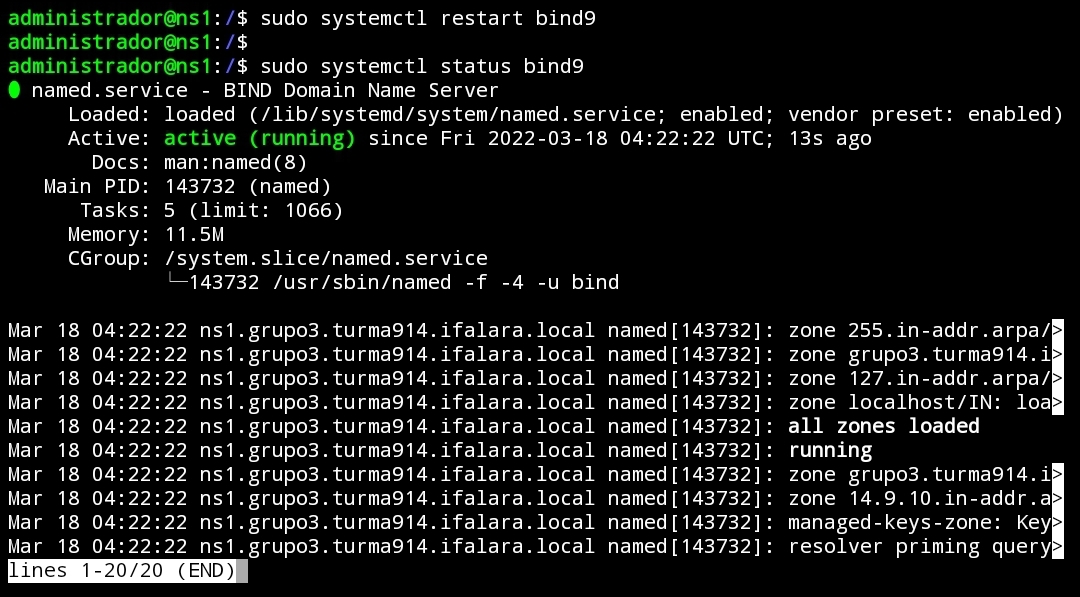 administrador@ns1:/$ sudo systemctl restart bind9
administrador@ns1:/$
administrador@ns1:/$ sudo systemctl status bind9
● named.service - BIND Domain Name Server
     Loaded: loaded (/lib/systemd/system/named.service; enabled; vendor preset: enabled)
     Active: active (running) since Fri 2022-03-18 04:22:22 UTC; 13s ago
       Docs: man:named(8)
   Main PID: 143732 (named)
      Tasks: 5 (limit: 1066)
     Memory: 11.5M
     CGroup: /system.slice/named.service
             └─143732 /usr/sbin/named -f -4 -u bind

Mar 18 04:22:22 ns1.grupo3.turma914.ifalara.local named[143732]: zone 255.in-addr.arpa/>
Mar 18 04:22:22 ns1.grupo3.turma914.ifalara.local named[143732]: zone grupo3.turma914.i>
Mar 18 04:22:22 ns1.grupo3.turma914.ifalara.local named[143732]: zone 127.in-addr.arpa/>
Mar 18 04:22:22 ns1.grupo3.turma914.ifalara.local named[143732]: zone localhost/IN: loa>
Mar 18 04:22:22 ns1.grupo3.turma914.ifalara.local named[143732]: all zones loaded
Mar 18 04:22:22 ns1.grupo3.turma914.ifalara.local named[143732]: running
Mar 18 04:22:22 ns1.grupo3.turma914.ifalara.local named[143732]: zone grupo3.turma914.i>
Mar 18 04:22:22 ns1.grupo3.turma914.ifalara.local named[143732]: zone 14.9.10.in-addr.a>
Mar 18 04:22:22 ns1.grupo3.turma914.ifalara.local named[143732]: managed-keys-zone: Key>
Mar 18 04:22:22 ns1.grupo3.turma914.ifalara.local named[143732]: resolver priming query>
lines 1-20/20 (END)